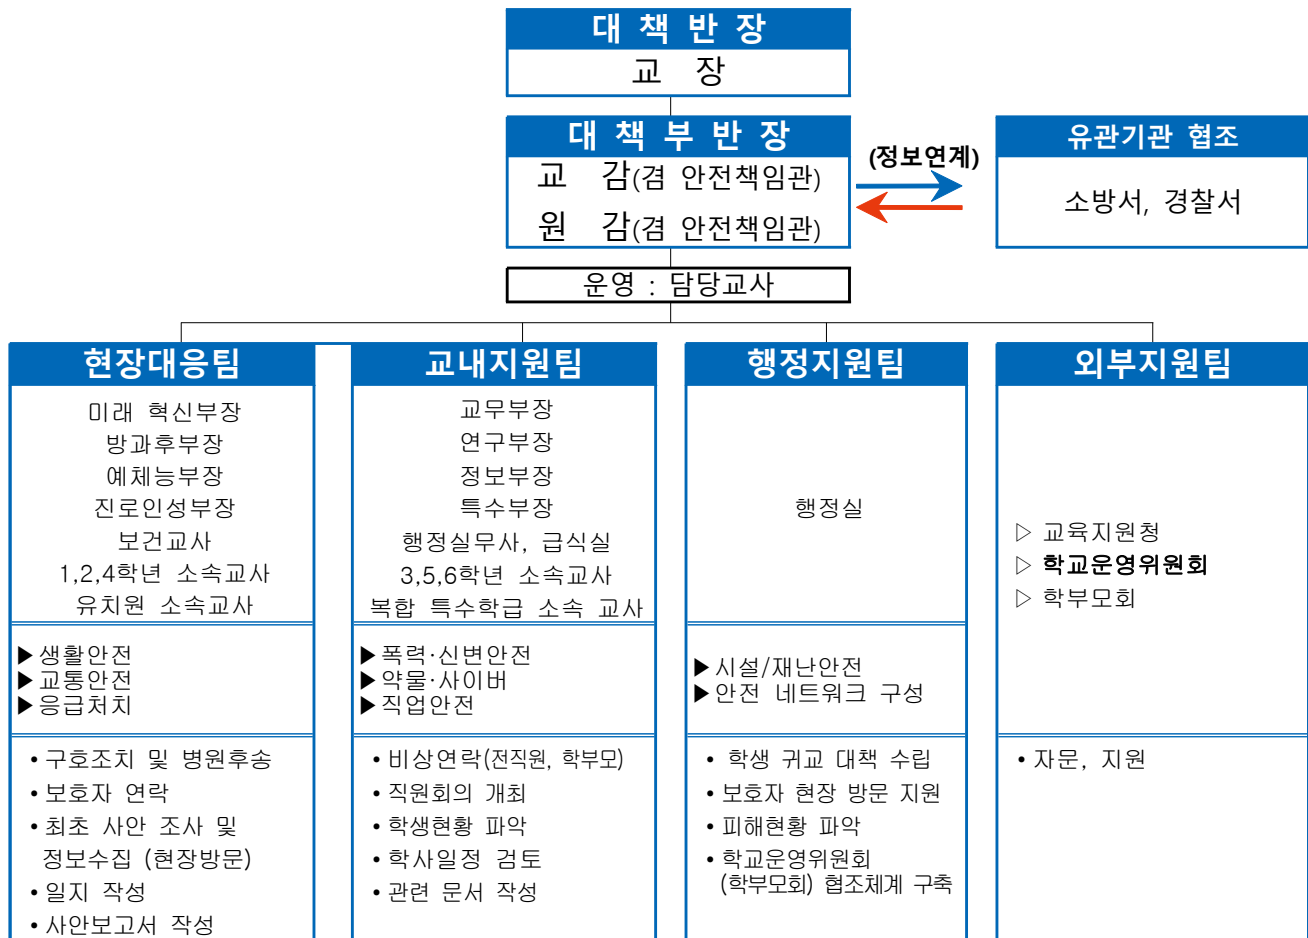 대 책 반 장
교 장
대 책 부 반 장
교 감(겸 안전책임관)
원 감(겸 안전책임관)
(정보연계)
유관기관 협조
소방서, 경찰서
운영 : 담당교사
현장대응팀
미래 혁신부장
방과후부장
예체능부장
진로인성부장
보건교사
1,2,4학년 소속교사
유치원 소속교사
▶생활안전
▶교통안전
▶응급처치
• 구호조치 및 병원후송
• 보호자 연락
• 최초 사안 조사 및
정보수집 (현장방문)
• 일지 작성
• 사안보고서 작성
교내지원팀
교무부장
연구부장
정보부장
특수부장
행정실무사, 급식실
3,5,6학년 소속교사
복합 특수학급 소속 교사
▶폭력·신변안전
▶약물·사이버
▶직업안전
• 비상연락(전직원, 학부모)
• 직원회의 개최
• 학생현황 파악
• 학사일정 검토
• 관련 문서 작성
행정지원팀
행정실
▶시설/재난안전
▶안전 네트워크 구성
• 학생 귀교 대책 수립
• 보호자 현장 방문 지원
• 피해현황 파악
• 학교운영위원회
(학부모회) 협조체계 구축
외부지원팀
▷ 교육지원청
▷ 학교운영위원회
▷ 학부모회
• 자문, 지원